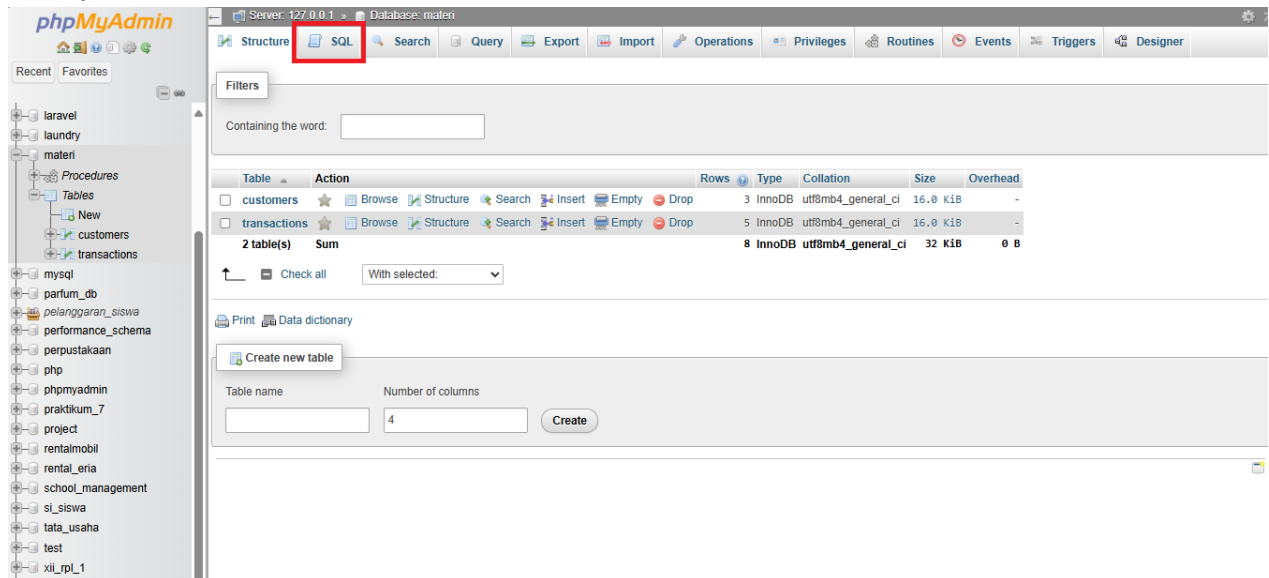 phpMyAdmin
Recent Favorites
laravel
laundry
materi
Procedures
Tables
New
customers
transactions
mysql
parfum_db
pelanggaran_siswa
performance_schema
perpustakaan
php
phpmyadmin
praktikum_7
project
rentalmobil
rental_eria
school_management
si_siswa
tata_usaha
test
xii_rpl_1
Server: 127.0.0.1 » Database: materi
Structure SQL Search Query Export Import Operations Privileges Routines Events Triggers Designer
Filters
Containing the word:
Table Action Rows Type Collation Size Overhead
customers Browse Structure Search Insert Empty Drop 3 InnoDB utf8mb4_general_ci 16.0 KiB -
transactions Browse Structure Search Insert Empty Drop 5 InnoDB utf8mb4_general_ci 16.0 KiB -
2 table(s) Sum 8 InnoDB utf8mb4_general_ci 32 KiB 0 B
Check all With selected:
Print Data dictionary
Create new table
Table name Number of columns
4 Create